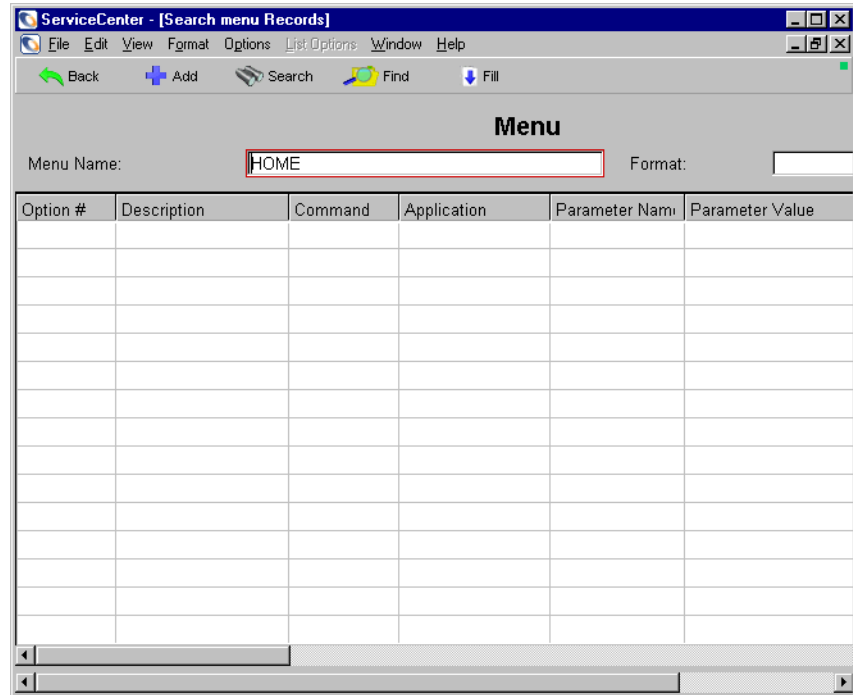 ServiceCenter - [Search menu Records]
File Edit View Format Options List Options Window Help
Back Add Search Find Fill
Menu
Menu Name: HOME Format:
Option # Description Command Application Parameter Nam Parameter Value